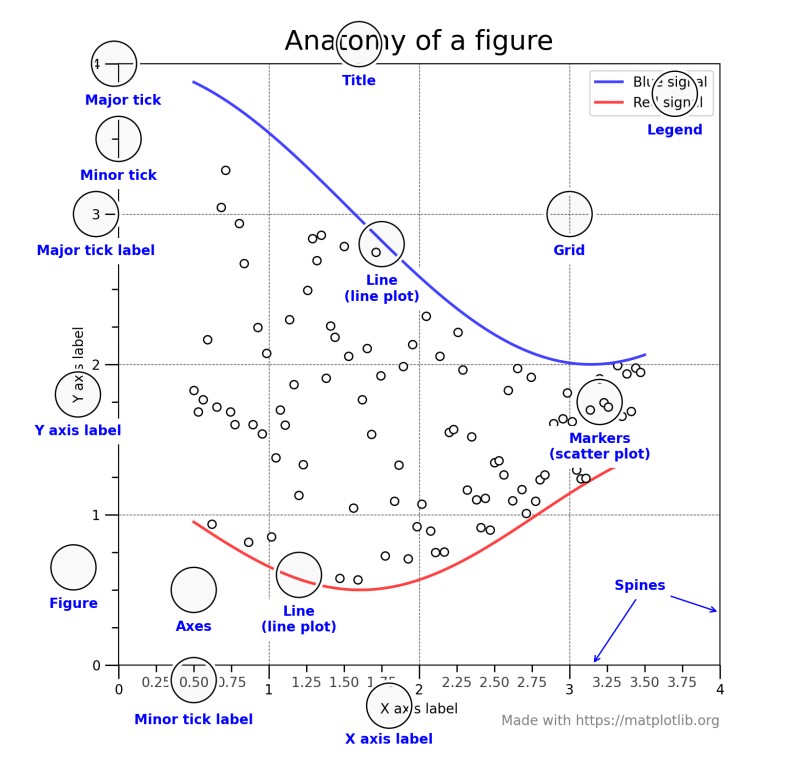 Anatomy of a figure
Title
4
Major tick
Blue signal
Red signal
Legend
Minor tick
3
Major tick label
Grid
Line
(line plot)
2
Y axis label
Y axis label
Markers
(scatter plot)
1
Figure
Axes
Line
(line plot)
Spines
0
0 0.25 0.50 0.75 1 1.25 1.50 1.75 2 2.25 2.50 2.75 3 3.25 3.50 3.75 4
Minor tick label
X axis label
X axis label
Made with https://matplotlib.org